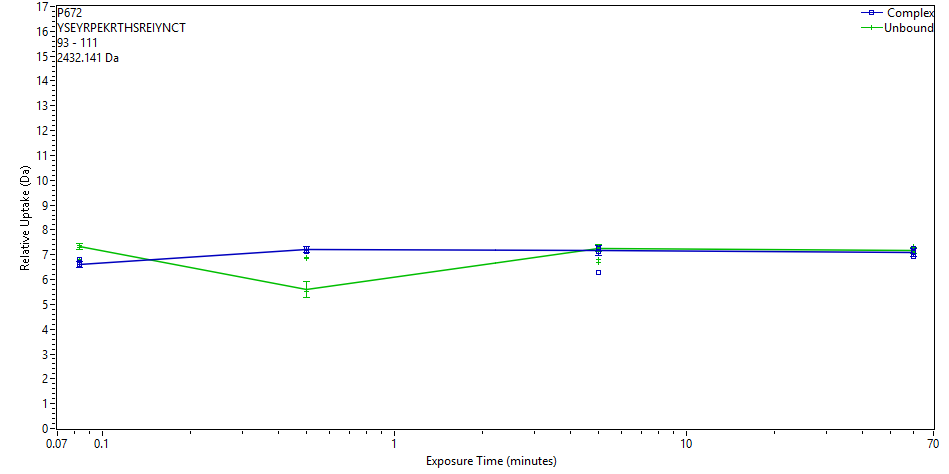 P672
YSEYRPEKRTHSREIYNCT
93 - 111
2432.141 Da
Complex
Unbound
Relative Uptake (Da)
17
16
15
14
13
12
11
10
9
8
7
6
5
4
3
2
1
0
0.07 0.1 1 10 70
Exposure Time (minutes)